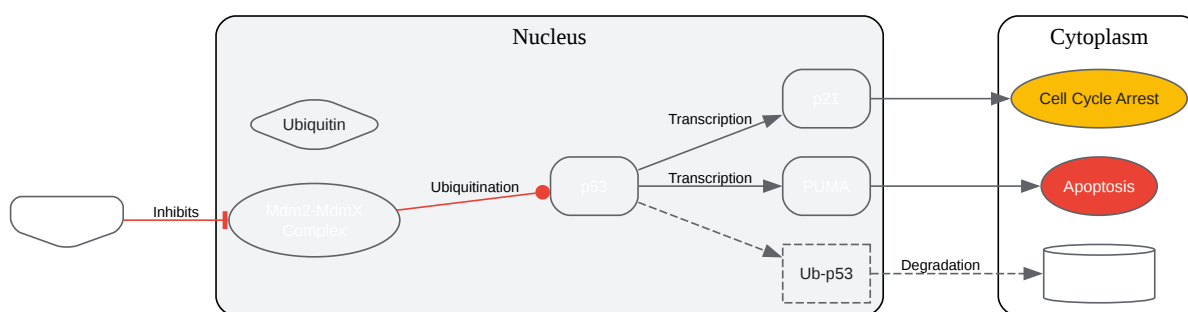 Nucleus
Cytoplasm
Ubiquitin
Transcription
p21
Cell Cycle Arrest
Inhibits
Mdm2-MdmX
Complex
Ubiquitination
p53
Transcription
PUMA
Apoptosis
Ub-p53
Degradation